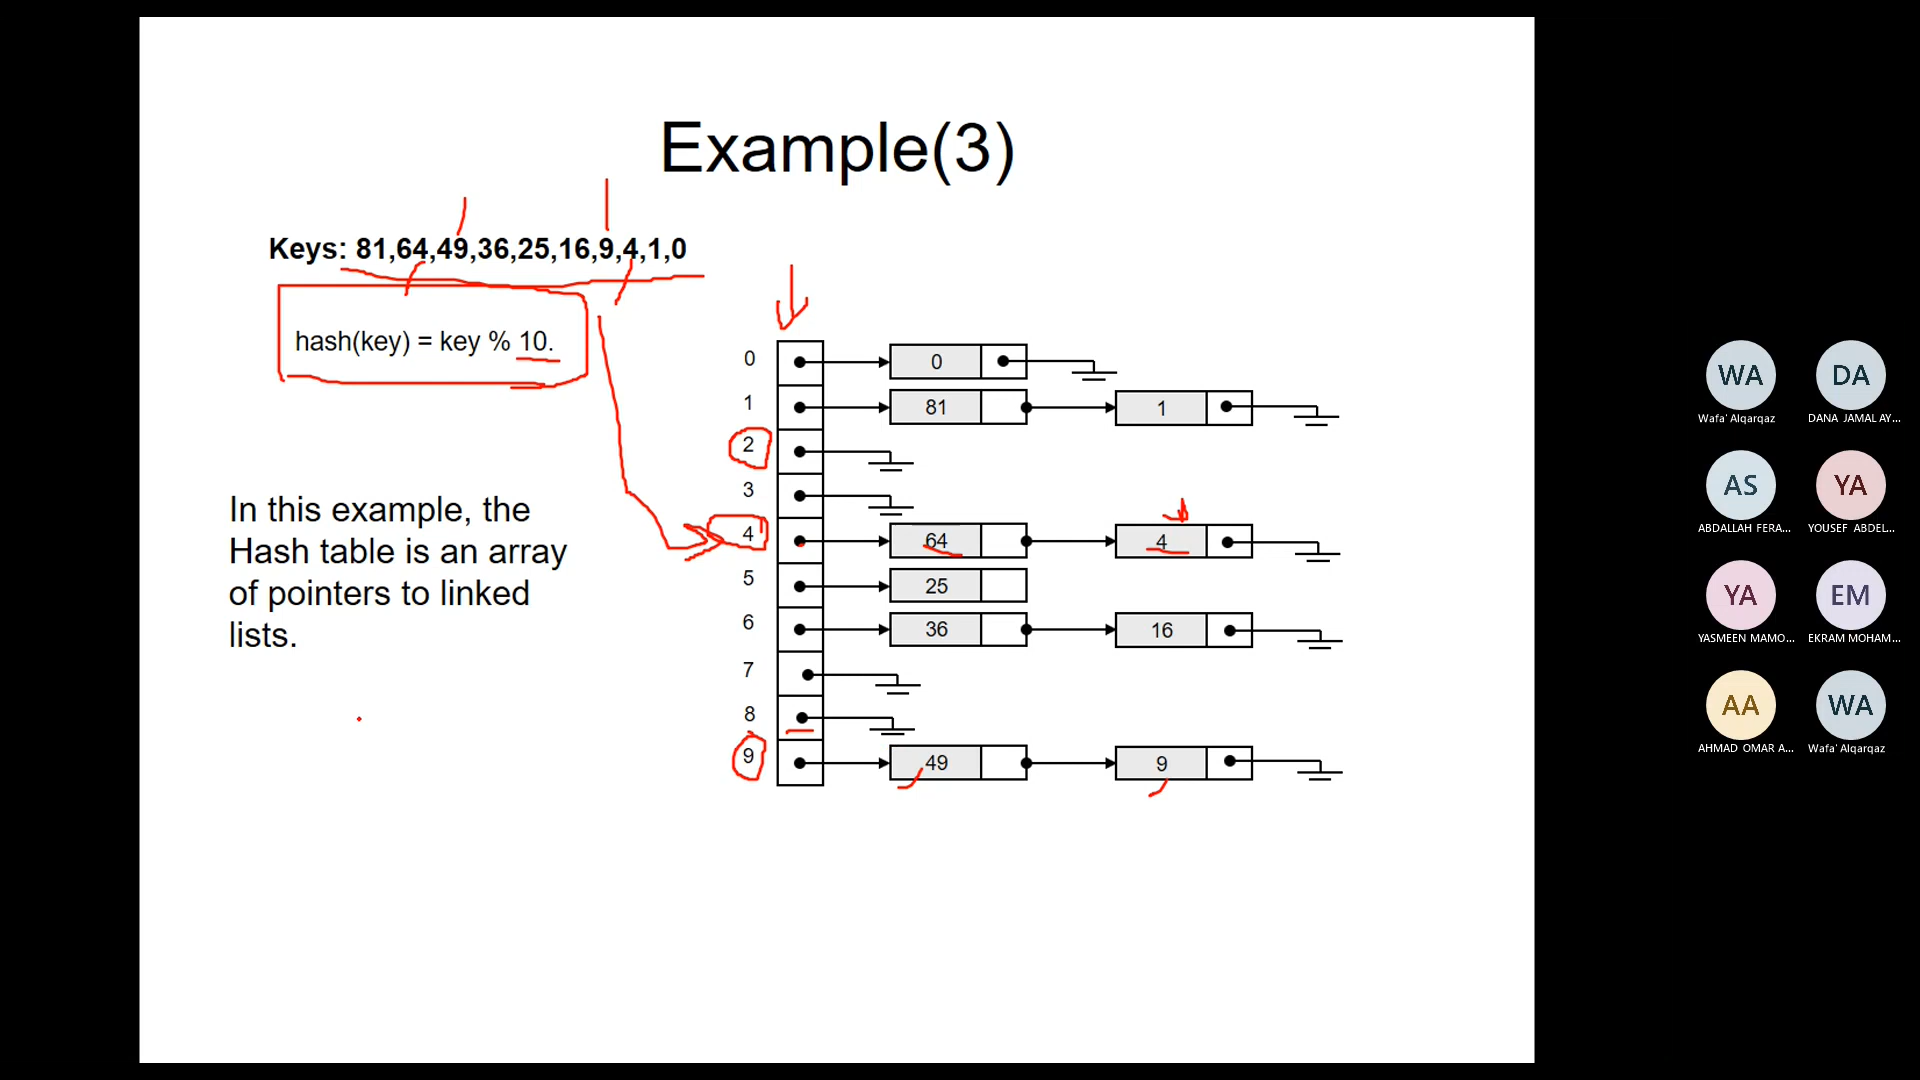 Example(3)
Keys: 81,64,49,36,25,16,9,4,1,0
hash(key) = key % 10.
In this example, the
Hash table is an array
of pointers to linked
lists.
0 0
1 81 1
2
3
4 64 4
5 25
6 36 16
7
8
9 49 9
WA DA
Wafa' Alqarqaz DANA JAMAL AY...
AS YA
ABDALLAH FERA... YOUSEF ABDEL...
YA EM
YASMEEN MAMO... EKRAM MOHAM...
AA WA
AHMAD OMAR A... Wafa' Alqarqaz